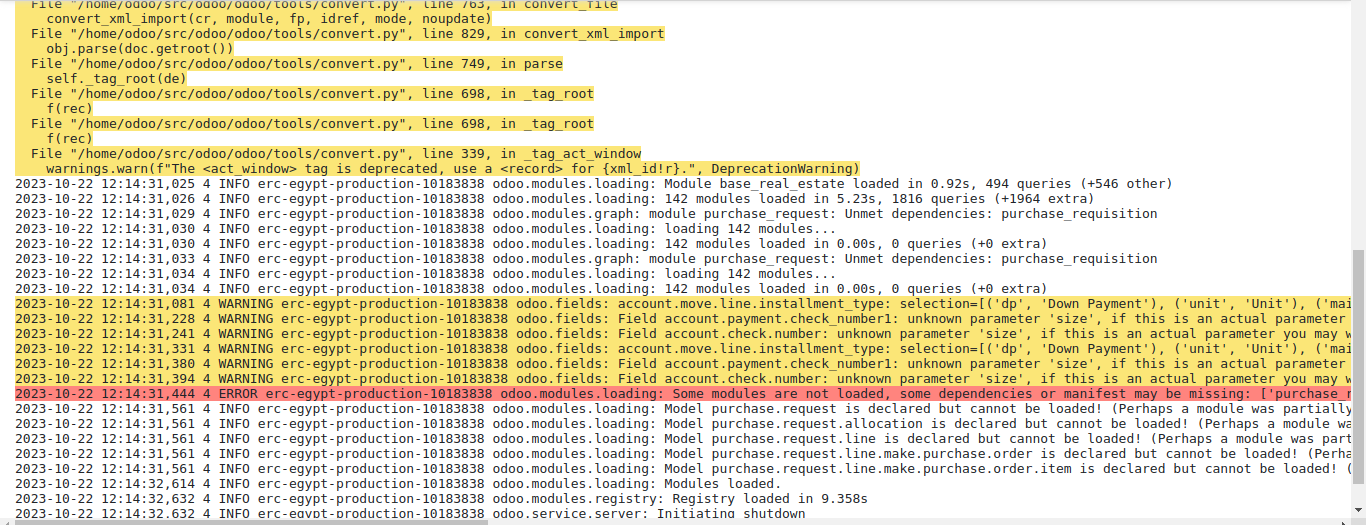 File "/home/odoo/src/odoo/odoo/tools/convert.py", line 763, in convert_file
convert_xml_import(cr, module, fp, idref, mode, noupdate)
File "/home/odoo/src/odoo/odoo/tools/convert.py", line 829, in convert_xml_import
obj.parse(doc.getroot())
File "/home/odoo/src/odoo/odoo/tools/convert.py", line 749, in parse
self._tag_root(de)
File "/home/odoo/src/odoo/odoo/tools/convert.py", line 698, in _tag_root
f(rec)
File "/home/odoo/src/odoo/odoo/tools/convert.py", line 698, in _tag_root
f(rec)
File "/home/odoo/src/odoo/odoo/tools/convert.py", line 339, in _tag_act_window
warnings.warn(f"The <act_window> tag is deprecated, use a <record> for {xml_id!r}.", DeprecationWarning)
2023-10-22 12:14:31,025 4 INFO erc-egypt-production-10183838 odoo.modules.loading: Module base_real_estate loaded in 0.92s, 494 queries (+546 other)
2023-10-22 12:14:31,026 4 INFO erc-egypt-production-10183838 odoo.modules.loading: 142 modules loaded in 5.23s, 1816 queries (+1964 extra)
2023-10-22 12:14:31,029 4 INFO erc-egypt-production-10183838 odoo.modules.graph: module purchase_request: Unmet dependencies: purchase_requisition
2023-10-22 12:14:31,030 4 INFO erc-egypt-production-10183838 odoo.modules.loading: loading 142 modules...
2023-10-22 12:14:31,030 4 INFO erc-egypt-production-10183838 odoo.modules.loading: 142 modules loaded in 0.00s, 0 queries (+0 extra)
2023-10-22 12:14:31,033 4 INFO erc-egypt-production-10183838 odoo.modules.graph: module purchase_request: Unmet dependencies: purchase_requisition
2023-10-22 12:14:31,034 4 INFO erc-egypt-production-10183838 odoo.modules.loading: loading 142 modules...
2023-10-22 12:14:31,034 4 INFO erc-egypt-production-10183838 odoo.modules.loading: 142 modules loaded in 0.00s, 0 queries (+0 extra)
2023-10-22 12:14:31,081 4 WARNING erc-egypt-production-10183838 odoo.fields: account.move.line.installment_type: selection=[('dp', 'Down Payment'), ('unit', 'Unit'), ('mai
2023-10-22 12:14:31,228 4 WARNING erc-egypt-production-10183838 odoo.fields: Field account.payment.check_number1: unknown parameter 'size', if this is an actual parameter
2023-10-22 12:14:31,241 4 WARNING erc-egypt-production-10183838 odoo.fields: Field account.check.number: unknown parameter 'size', if this is an actual parameter you may w
2023-10-22 12:14:31,331 4 WARNING erc-egypt-production-10183838 odoo.fields: account.move.line.installment_type: selection=[('dp', 'Down Payment'), ('unit', 'Unit'), ('mai
2023-10-22 12:14:31,380 4 WARNING erc-egypt-production-10183838 odoo.fields: Field account.payment.check_number1: unknown parameter 'size', if this is an actual parameter
2023-10-22 12:14:31,394 4 WARNING erc-egypt-production-10183838 odoo.fields: Field account.check.number: unknown parameter 'size', if this is an actual parameter you may w
2023-10-22 12:14:31,444 4 ERROR erc-egypt-production-10183838 odoo.modules.loading: Some modules are not loaded, some dependencies or manifest may be missing: ['purchase_r
2023-10-22 12:14:31,561 4 INFO erc-egypt-production-10183838 odoo.modules.loading: Model purchase.request is declared but cannot be loaded! (Perhaps a module was partially
2023-10-22 12:14:31,561 4 INFO erc-egypt-production-10183838 odoo.modules.loading: Model purchase.request.allocation is declared but cannot be loaded! (Perhaps a module wa
2023-10-22 12:14:31,561 4 INFO erc-egypt-production-10183838 odoo.modules.loading: Model purchase.request.line is declared but cannot be loaded! (Perhaps a module was part
2023-10-22 12:14:31,561 4 INFO erc-egypt-production-10183838 odoo.modules.loading: Model purchase.request.line.make.purchase.order is declared but cannot be loaded! (Perha
2023-10-22 12:14:31,561 4 INFO erc-egypt-production-10183838 odoo.modules.loading: Model purchase.request.line.make.purchase.order.item is declared but cannot be loaded! (
2023-10-22 12:14:32,614 4 INFO erc-egypt-production-10183838 odoo.modules.loading: Modules loaded.
2023-10-22 12:14:32,632 4 INFO erc-egypt-production-10183838 odoo.modules.registry: Registry loaded in 9.358s
2023-10-22 12:14:32,632 4 INFO erc-egypt-production-10183838 odoo.service.server: Initiating shutdown